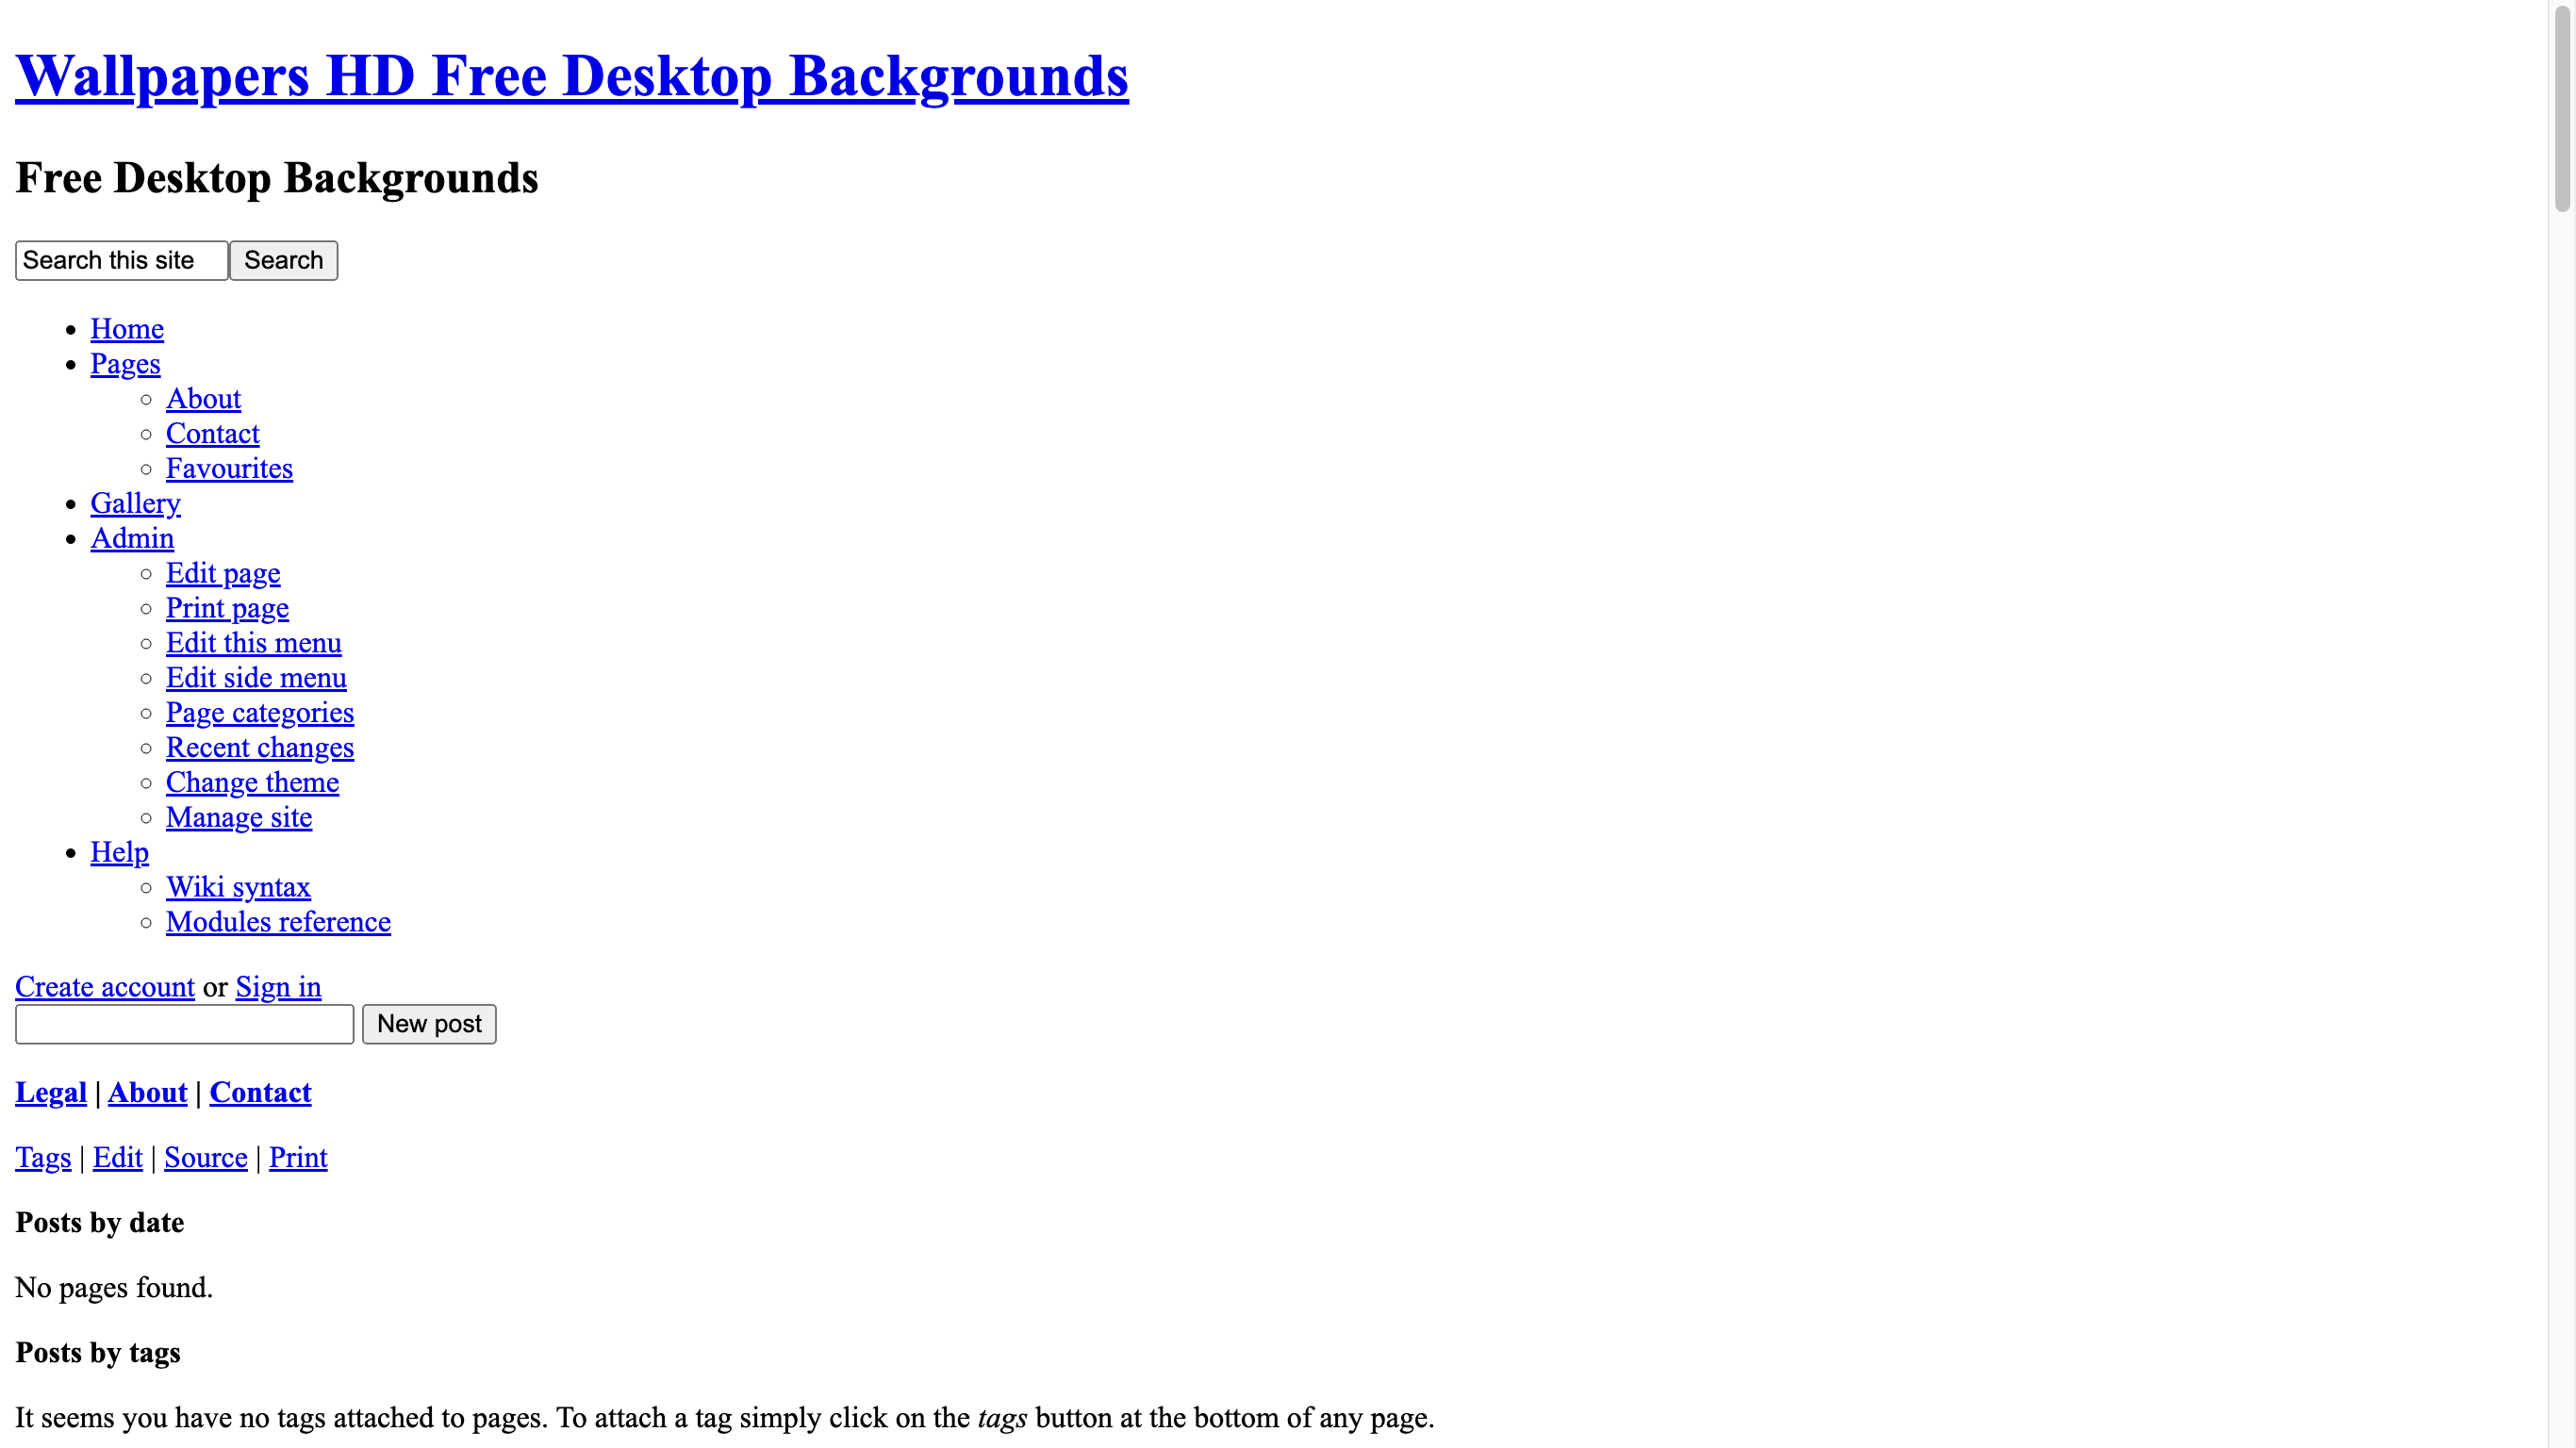 Wallpapers HD Free Desktop Backgrounds
Free Desktop Backgrounds
Search this site Search
Home
Pages
About
Contact
Favourites
Gallery
Admin
Edit page
Print page
Edit this menu
Edit side menu
Page categories
Recent changes
Change theme
Manage site
Help
Wiki syntax
Modules reference
Create account or Sign in
New post
Legal | About | Contact
Tags | Edit | Source | Print
Posts by date
No pages found.
Posts by tags
It seems you have no tags attached to pages. To attach a tag simply click on the tags button at the bottom of any page.